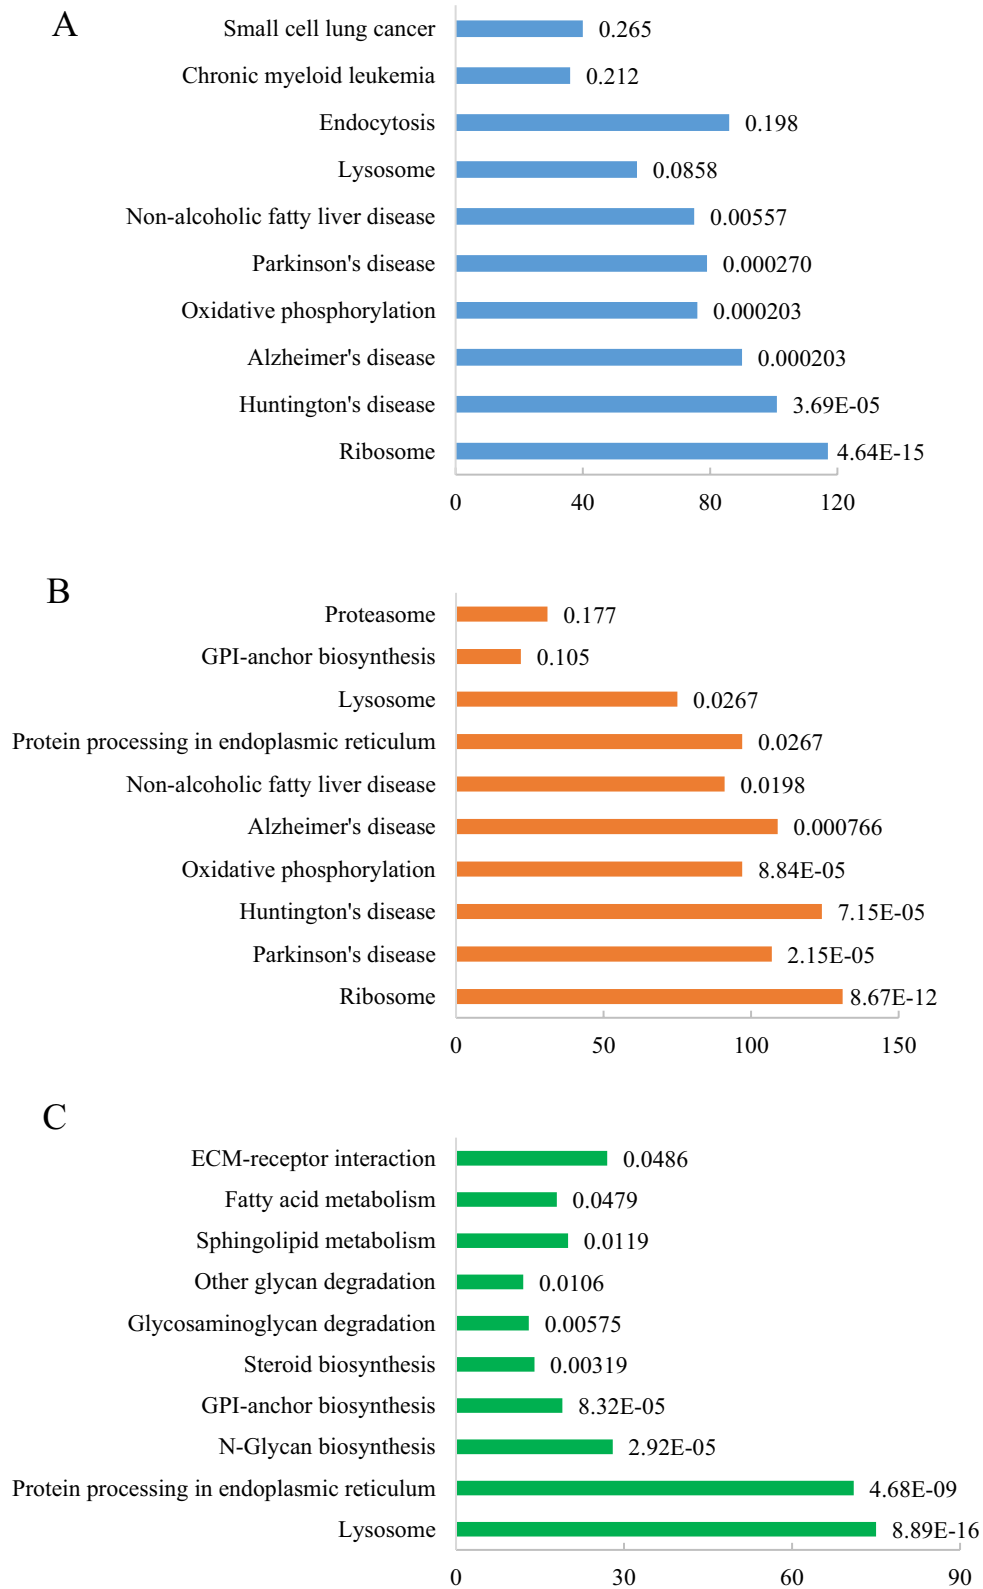 A
Small cell lung cancer 0.265
Chronic myeloid leukemia 0.212
Endocytosis 0.198
Lysosome 0.0858
Non-alcoholic fatty liver disease 0.00557
Parkinson's disease 0.000270
Oxidative phosphorylation 0.000203
Alzheimer's disease 0.000203
Huntington's disease 3.69E-05
Ribosome 4.64E-15
0 40 80 120
B
Proteasome 0.177
GPI-anchor biosynthesis 0.105
Lysosome 0.0267
Protein processing in endoplasmic reticulum 0.0267
Non-alcoholic fatty liver disease 0.0198
Alzheimer's disease 0.000766
Oxidative phosphorylation 8.84E-05
Huntington's disease 7.15E-05
Parkinson's disease 2.15E-05
Ribosome 8.67E-12
0 50 100 150
C
ECM-receptor interaction 0.0486
Fatty acid metabolism 0.0479
Sphingolipid metabolism 0.0119
Other glycan degradation 0.0106
Glycosaminoglycan degradation 0.00575
Steroid biosynthesis 0.00319
GPI-anchor biosynthesis 8.32E-05
N-Glycan biosynthesis 2.92E-05
Protein processing in endoplasmic reticulum 4.68E-09
Lysosome 8.89E-16
0 30 60 90